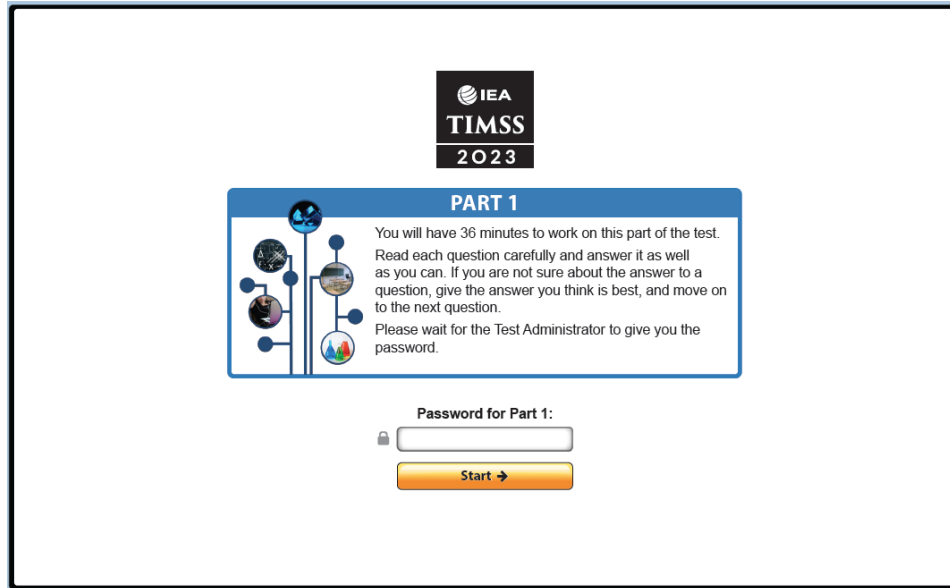 IEA
TIMSS
2023
PART 1
You will have 36 minutes to work on this part of the test.
Read each question carefully and answer it as well
as you can. If you are not sure about the answer to a
question, give the answer you think is best, and move on
to the next question.
Please wait for the Test Administrator to give you the
password.
Password for Part 1:
Start →